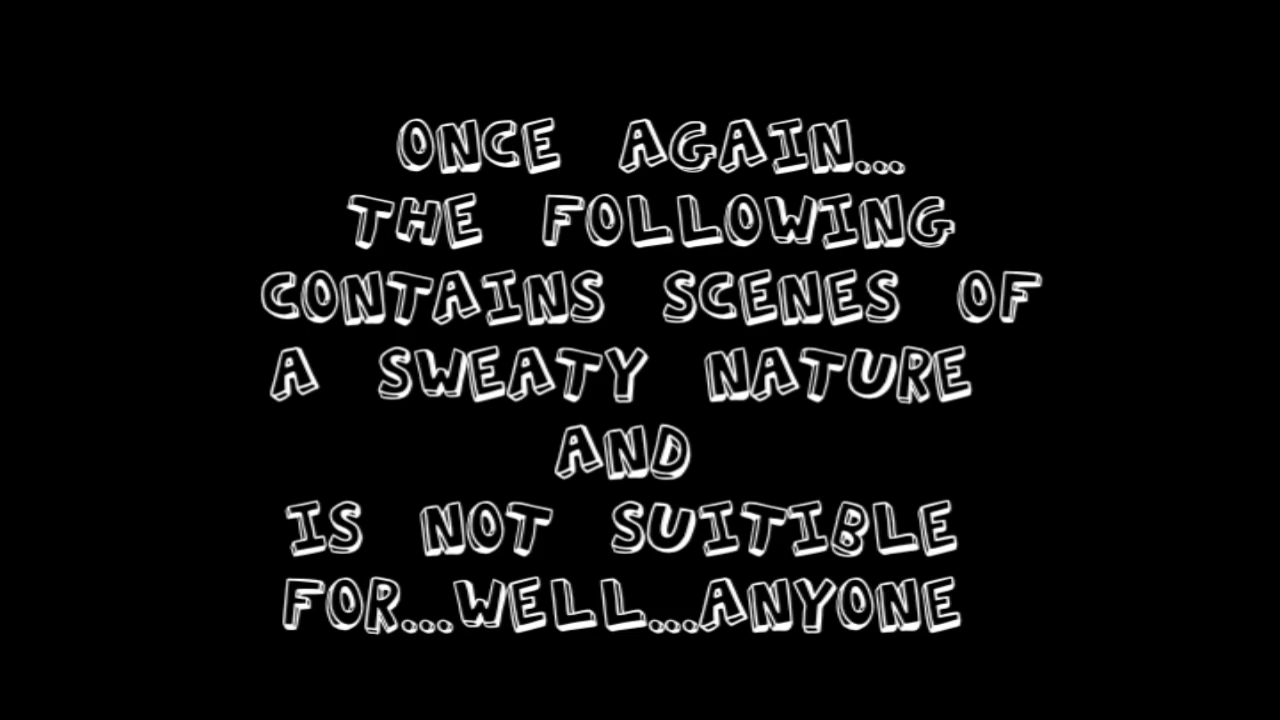 ONCE AGAIN...
THE FOLLOWING
CONTAINS SCENES OF
A SWEATY NATURE
AND
IS NOT SUITIBLE
FOR...WELL...ANYONE